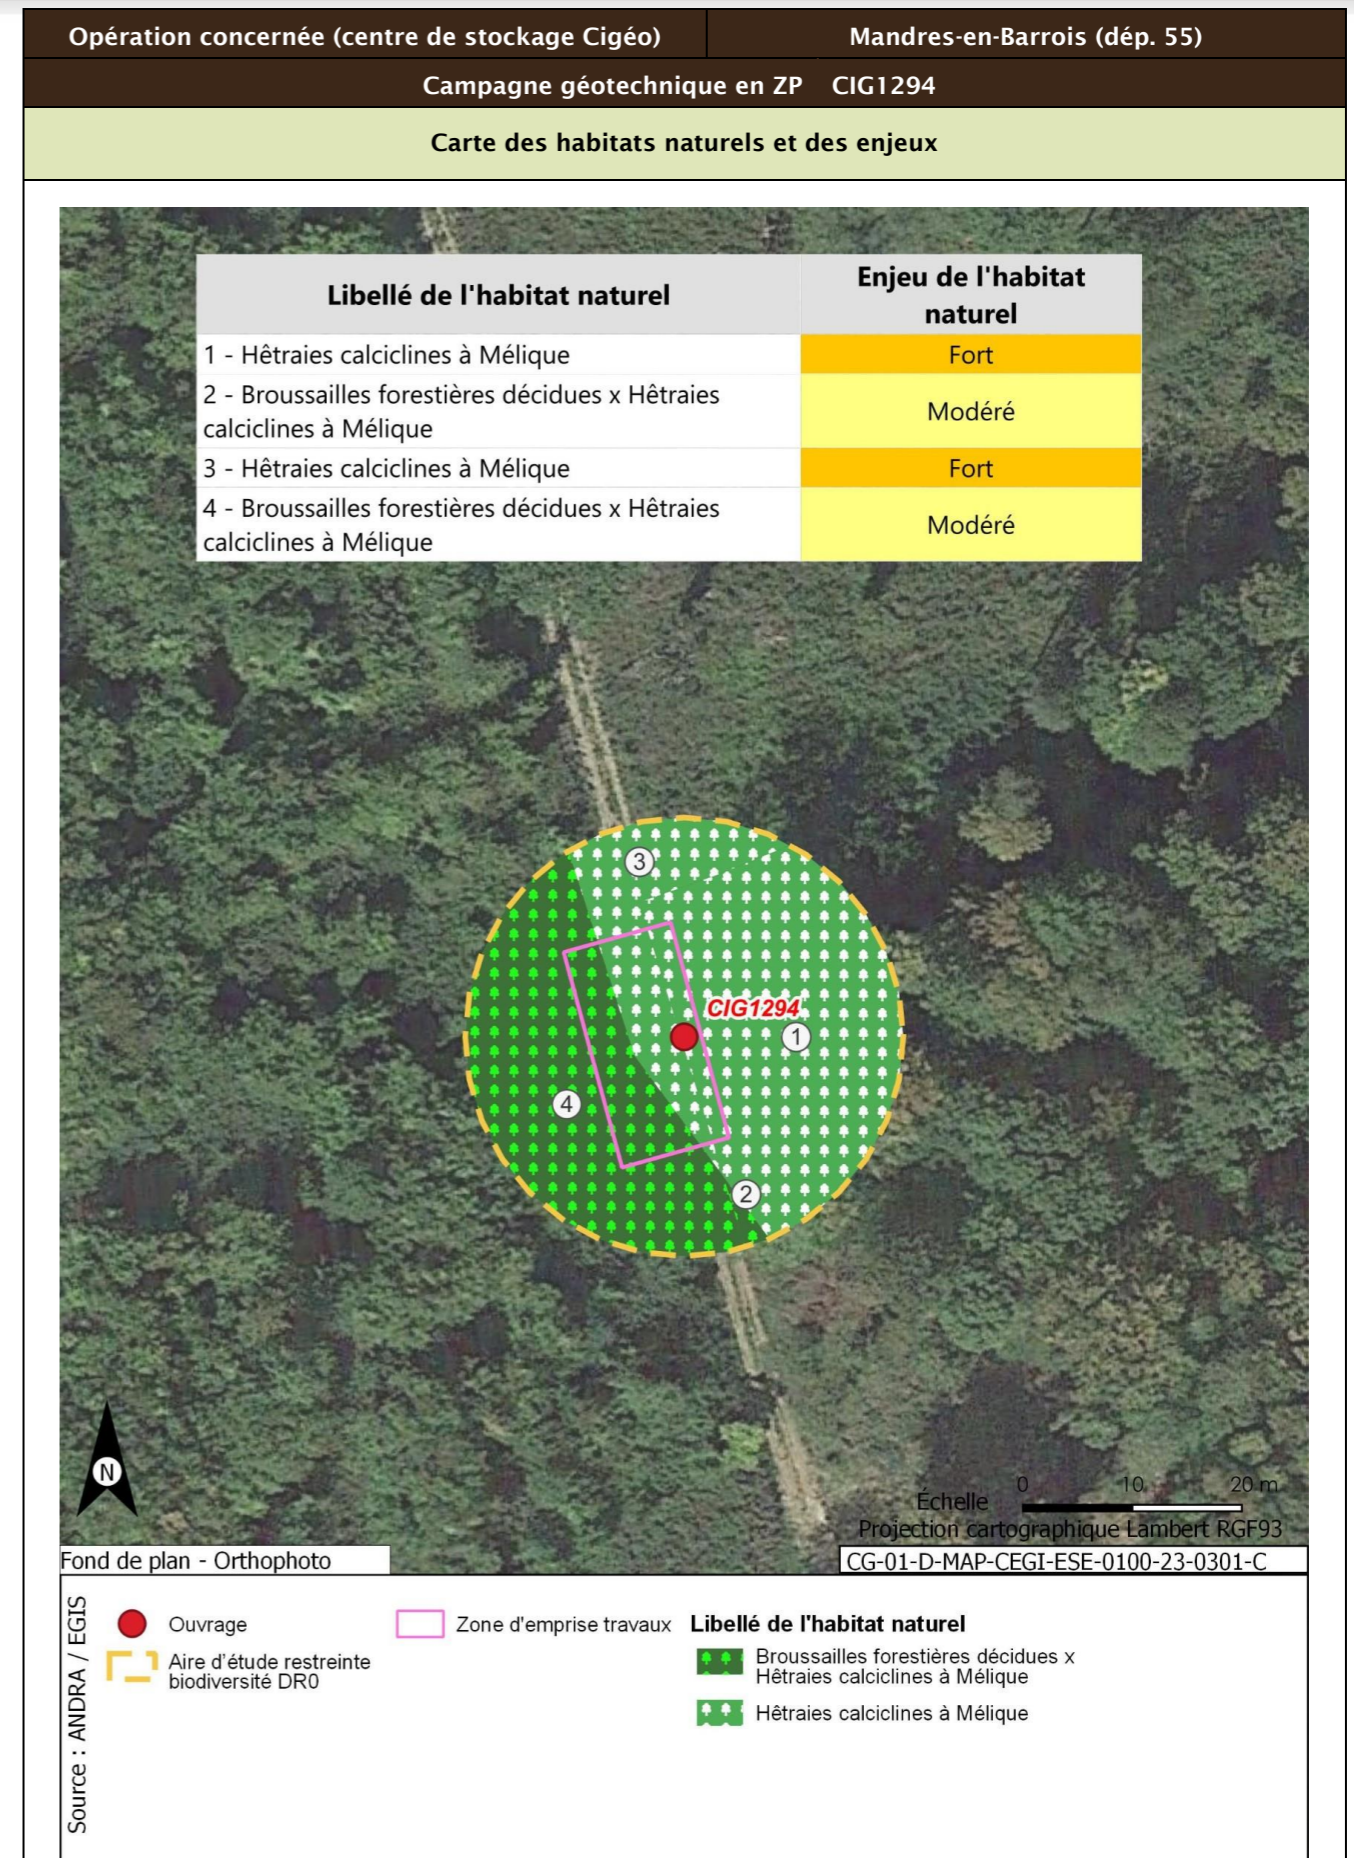 Opération concernée (centre de stockage Cigéo)
Mandres-en-Barrois (dép. 55)
Campagne géotechnique en ZP CIG1294
Carte des habitats naturels et des enjeux
Libellé de l'habitat naturel
Enjeu de l'habitat
naturel
1 - Hêtraies calciclines à Mélique
Fort
2 - Broussailles forestières décidues x Hêtraies
calciclines à Mélique
Modéré
3 - Hêtraies calciclines à Mélique
Fort
4 - Broussailles forestières décidues x Hêtraies
calciclines à Mélique
Modéré
3
CIG1294
1
4
2
N
0 10 20 m
Échelle
Projection cartographique Lambert RGF93
Fond de plan - Orthophoto
CG-01-D-MAP-CEGI-ESE-0100-23-0301-C
Source : ANDRA / EGIS
Ouvrage
Aire d'étude restreinte
biodiversité DR0
Zone d'emprise travaux
Libellé de l'habitat naturel
Broussailles forestières décidues x
Hêtraies calciclines à Mélique
Hêtraies calciclines à Mélique